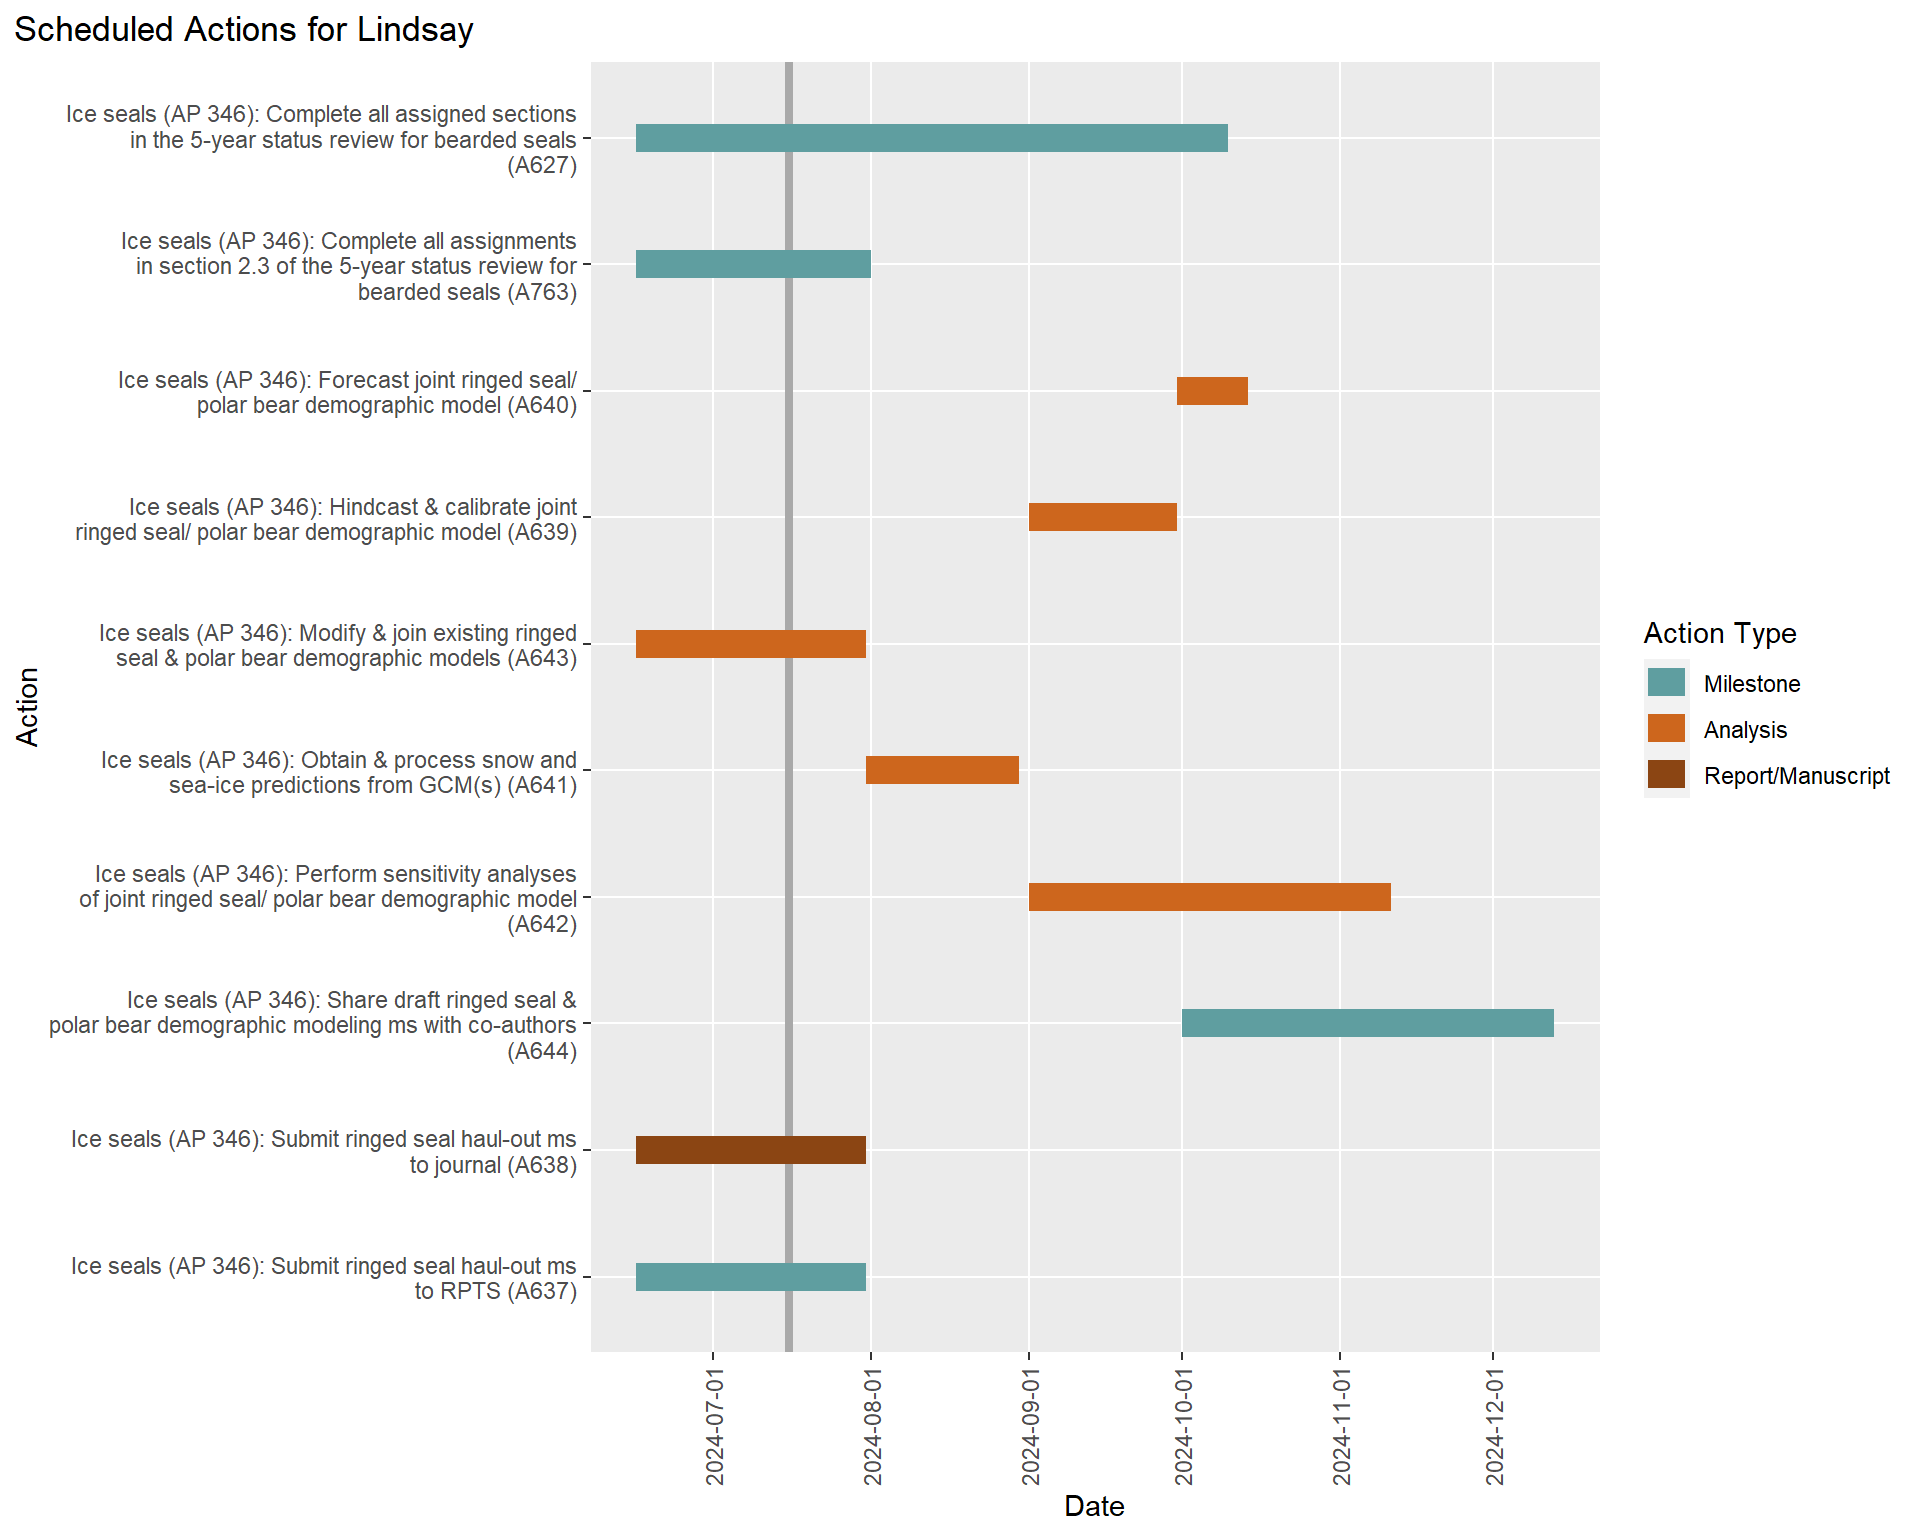 Scheduled Actions for Lindsay
Ice seals (AP 346): Complete all assigned sections
in the 5-year status review for bearded seals
(A627)
Ice seals (AP 346): Complete all assignments
in section 2.3 of the 5-year status review for
bearded seals (A763)
Ice seals (AP 346): Forecast joint ringed seal/
polar bear demographic model (A640)
Ice seals (AP 346): Hindcast & calibrate joint
ringed seal/ polar bear demographic model (A639)
Ice seals (AP 346): Modify & join existing ringed
seal & polar bear demographic models (A643)
Ice seals (AP 346): Obtain & process snow and
sea-ice predictions from GCM(s) (A641)
Ice seals (AP 346): Perform sensitivity analyses
of joint ringed seal/ polar bear demographic model
(A642)
Ice seals (AP 346): Share draft ringed seal &
polar bear demographic modeling ms with co-authors
(A644)
Ice seals (AP 346): Submit ringed seal haul-out ms
to journal (A638)
Ice seals (AP 346): Submit ringed seal haul-out ms
to RPTS (A637)
Action
2024-07-01
2024-08-01
2024-09-01
2024-10-01
2024-11-01
2024-12-01
Date
Action Type
Milestone
Analysis
Report/Manuscript